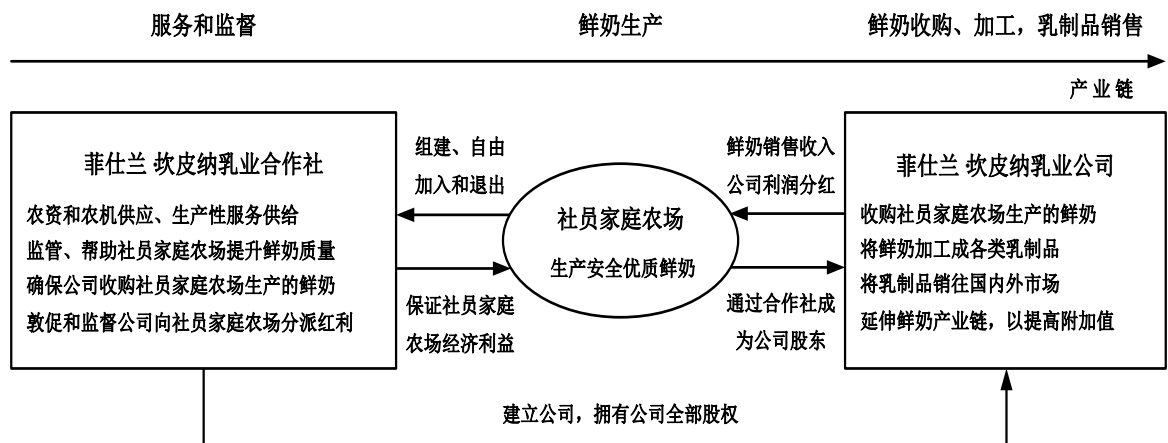 服务和监督
鲜奶生产
鲜奶收购、加工，乳制品销售
产业链
菲仕兰·坎皮纳乳业合作社
农资和农机供应、生产性服务供给
监管、帮助社员家庭农场提升鲜奶质量
确保公司收购社员家庭农场生产的鲜奶
敦促和监督公司向社员家庭农场分派红利
组建、自由
加入和退出
保证社员家庭
农场经济利益
社员家庭农场
生产安全优质鲜奶
鲜奶销售收入
公司利润分红
通过合作社成
为公司股东
菲仕兰·坎皮纳乳业公司
收购社员家庭农场生产的鲜奶
将鲜奶加工成各类乳制品
将乳制品销往国内外市场
延伸鲜奶产业链，以提高附加值
建立公司，拥有公司全部股权